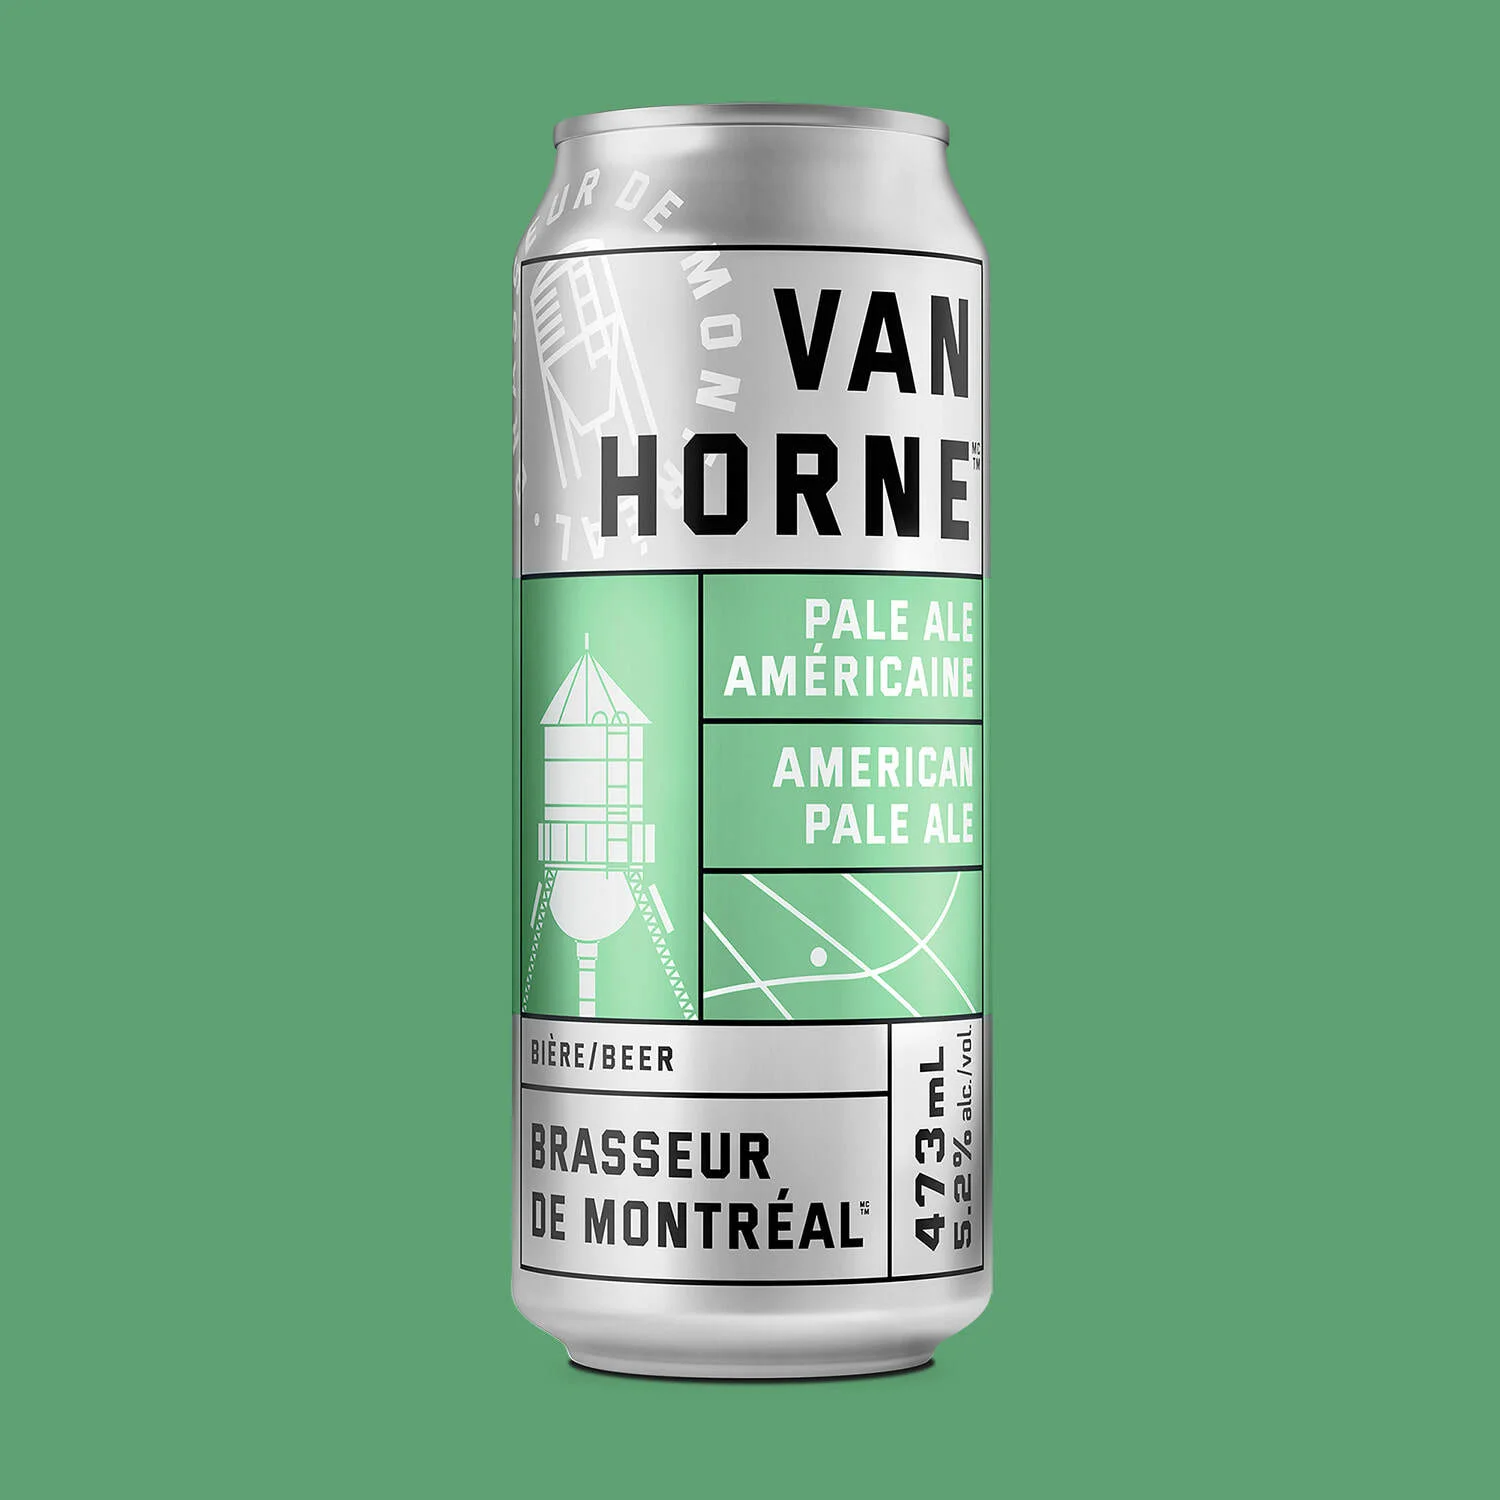 BRASSEUR DE MONTRÉAL •
VAN
HORNE MC TM
PALE ALE
AMÉRICAINE
AMERICAN
PALE ALE
BIÈRE/BEER
BRASSEUR
DE MONTRÉAL MC TM
473mL
5.2% alc./vol.